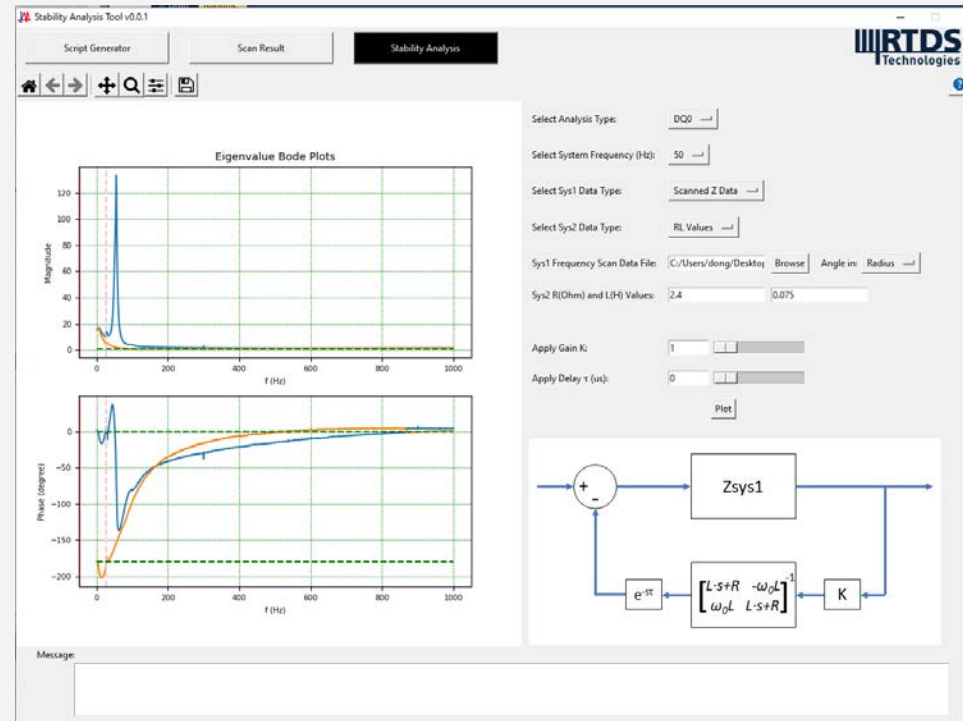 Stability Analysis Tool v0.0.1
Script Generator
Scan Result
Stability Analysis
RTDS
Technologies
?
Eigenvalue Bode Plots
Magnitude
120
100
80
60
40
20
0
0 200 400 600 800 1000
f (Hz)
Phase (degree)
0
−50
−100
−150
−200
0 200 400 600 800 1000
f (Hz)
Select Analysis Type: DQ0
Select System Frequency (Hz): 50
Select Sys1 Data Type: Scanned Z Data
Select Sys2 Data Type: RL Values
Sys1 Frequency Scan Data File: C:/Users/dong/Desktop Browse Angle in: Radius
Sys2 R(Ohm) and L(H) Values: 2.4 0.075
Apply Gain K: 1
Apply Delay τ (us): 0
Plot
+
-
Zsys1
e^-sτ
[L·s+R -ω₀L
ω₀L L·s+R]^-1
K
Message: